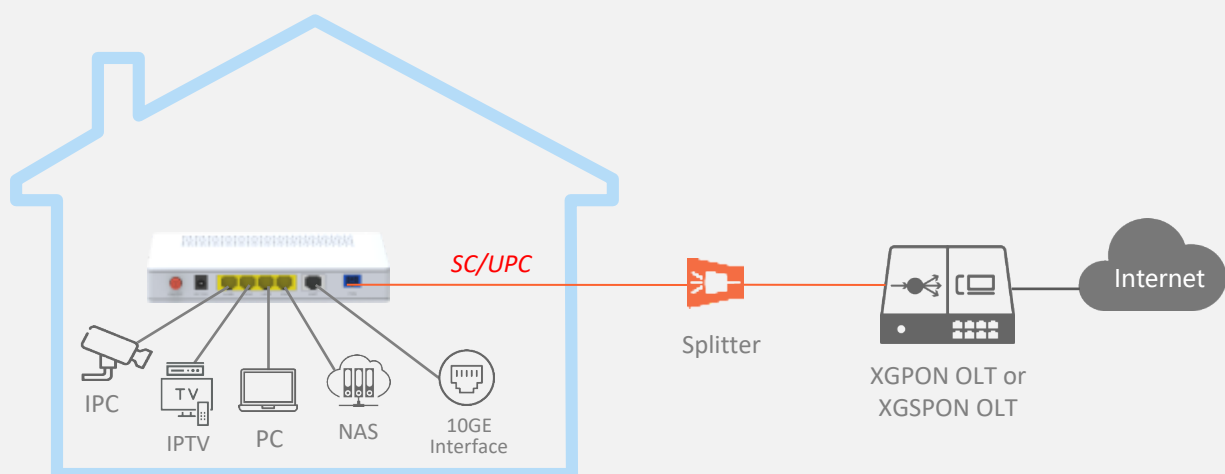 SC/UPC
Internet
Splitter
XGPON OLT or
XGSPON OLT
IPC
TV
IPTV
PC
NAS
10GE
Interface